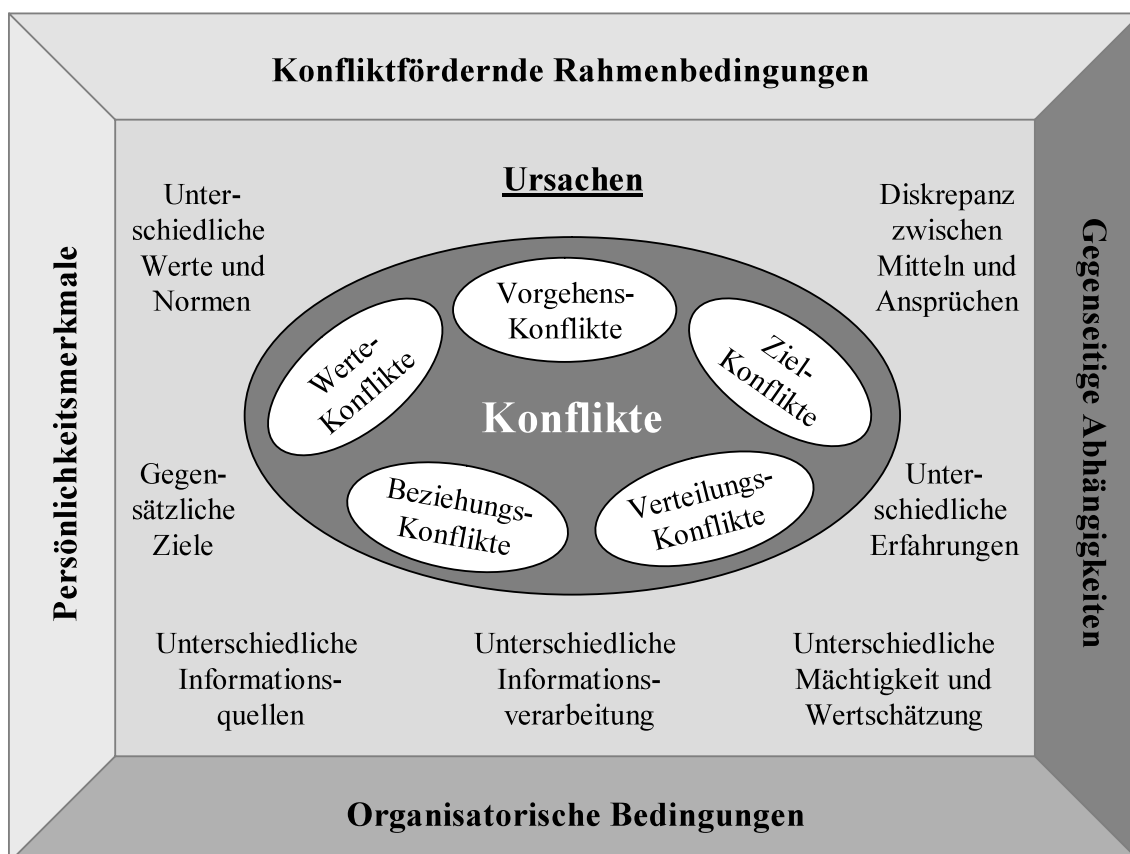 Konfliktfördernde Rahmenbedingungen
Persönlichkeitsmerkmale
Ursachen
Unter-
schiedliche
Werte und
Normen
Diskrepanz
zwischen
Mitteln und
Ansprüchen
Vorgehens-
Konflikte
Werte-
Konflikte
Ziel-
Konflikte
Konflikte
Beziehungs-
Konflikte
Verteilungs-
Konflikte
Gegen-
sätzliche
Ziele
Unter-
schiedliche
Erfahrungen
Unterschiedliche
Informations-
quellen
Unterschiedliche
Informations-
verarbeitung
Unterschiedliche
Mächtigkeit und
Wertschätzung
Gegenseitige Abhängigkeiten
Organisatorische Bedingungen